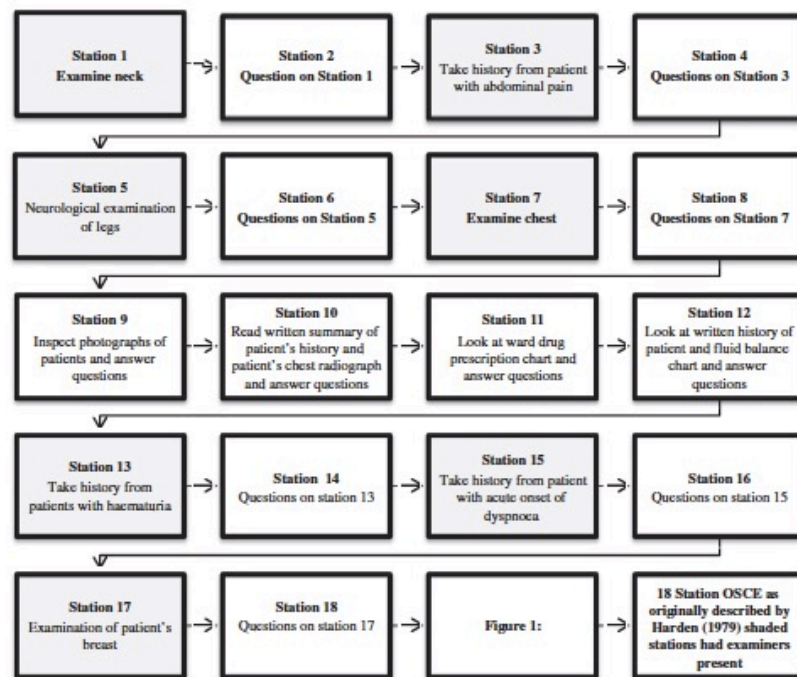 Station 1
Examine neck
Station 2
Question on Station 1
Station 3
Take history from patient
with abdominal pain
Station 4
Questions on Station 3
Station 5
Neurological examination
of legs
Station 6
Questions on Station 5
Station 7
Examine chest
Station 8
Questions on Station 7
Station 9
Inspect photographs of
patients and answer
questions
Station 10
Read written summary of
patient's history and
patient's chest radiograph
and answer questions
Station 11
Look at ward drug
prescription chart and
answer questions
Station 12
Look at written history of
patient and fluid balance
chart and answer
questions
Station 13
Take history from
patients with haematuria
Station 14
Questions on station 13
Station 15
Take history from patient
with acute onset of
dyspnoea
Station 16
Questions on station 15
Station 17
Examination of patient's
breast
Station 18
Questions on station 17
Figure 1:
18 Station OSCE as
originally described by
Harden (1979) shaded
stations had examiners
present